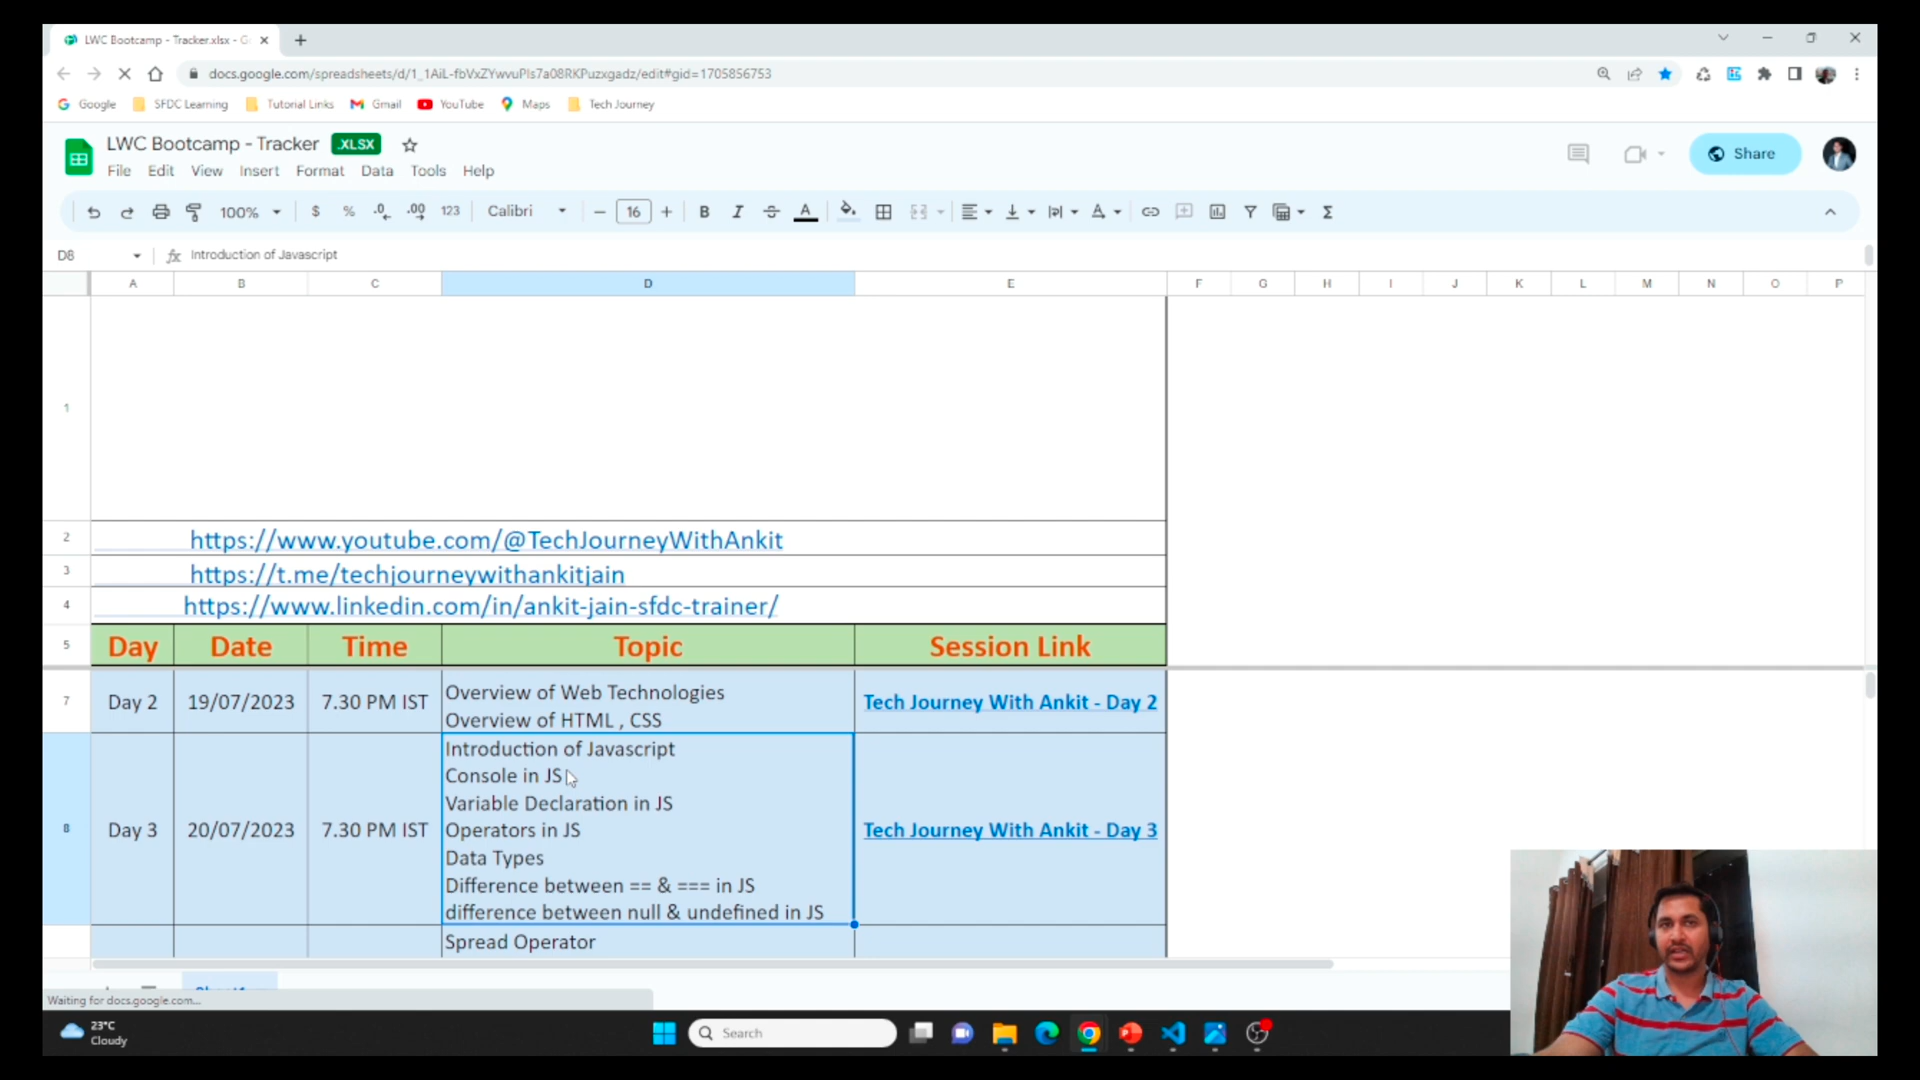 LWC Bootcamp - Tracker.xlsx - G
docs.google.com/spreadsheets/d/1_1AiL-fbVxZYwvuPIs7a08RKPuzxgadz/edit#gid=1705856753
Google SFDC Learning Tutorial Links Gmail YouTube Maps Tech Journey
LWC Bootcamp - Tracker .XLSX
Share
File Edit View Insert Format Data Tools Help
100% $ % .0 .00 123 Calibri 16 B I S A Σ
D8 fx Introduction of Javascript
A B C D E F G H I J K L M N O P
1
2 https://www.youtube.com/@TechJourneyWithAnkit
3 https://t.me/techjourneywithankitjain
4 https://www.linkedin.com/in/ankit-jain-sfdc-trainer/
5 Day Date Time Topic Session Link
7 Day 2 19/07/2023 7.30 PM IST Overview of Web Technologies Tech Journey With Ankit - Day 2
Overview of HTML , CSS
Introduction of Javascript
Console in JS
Variable Declaration in JS
8 Day 3 20/07/2023 7.30 PM IST Operators in JS Tech Journey With Ankit - Day 3
Data Types
Difference between == & === in JS
difference between null & undefined in JS
Spread Operator
Waiting for docs.google.com...
23°C
Cloudy
Search